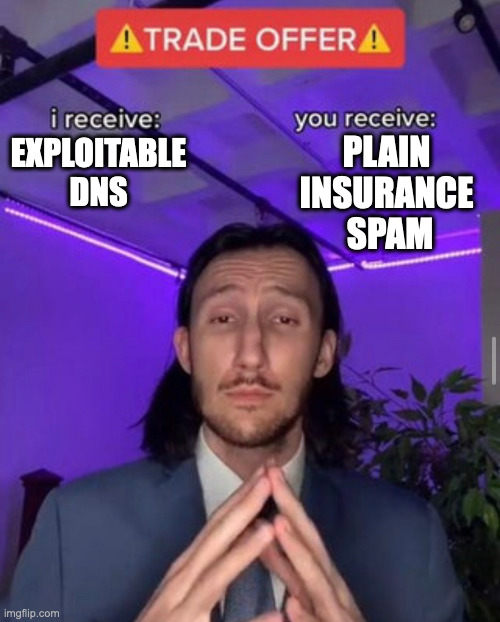 ⚠TRADE OFFER⚠
i receive:
you receive:
EXPLOITABLE
DNS
PLAIN
INSURANCE
SPAM
imgflip.com